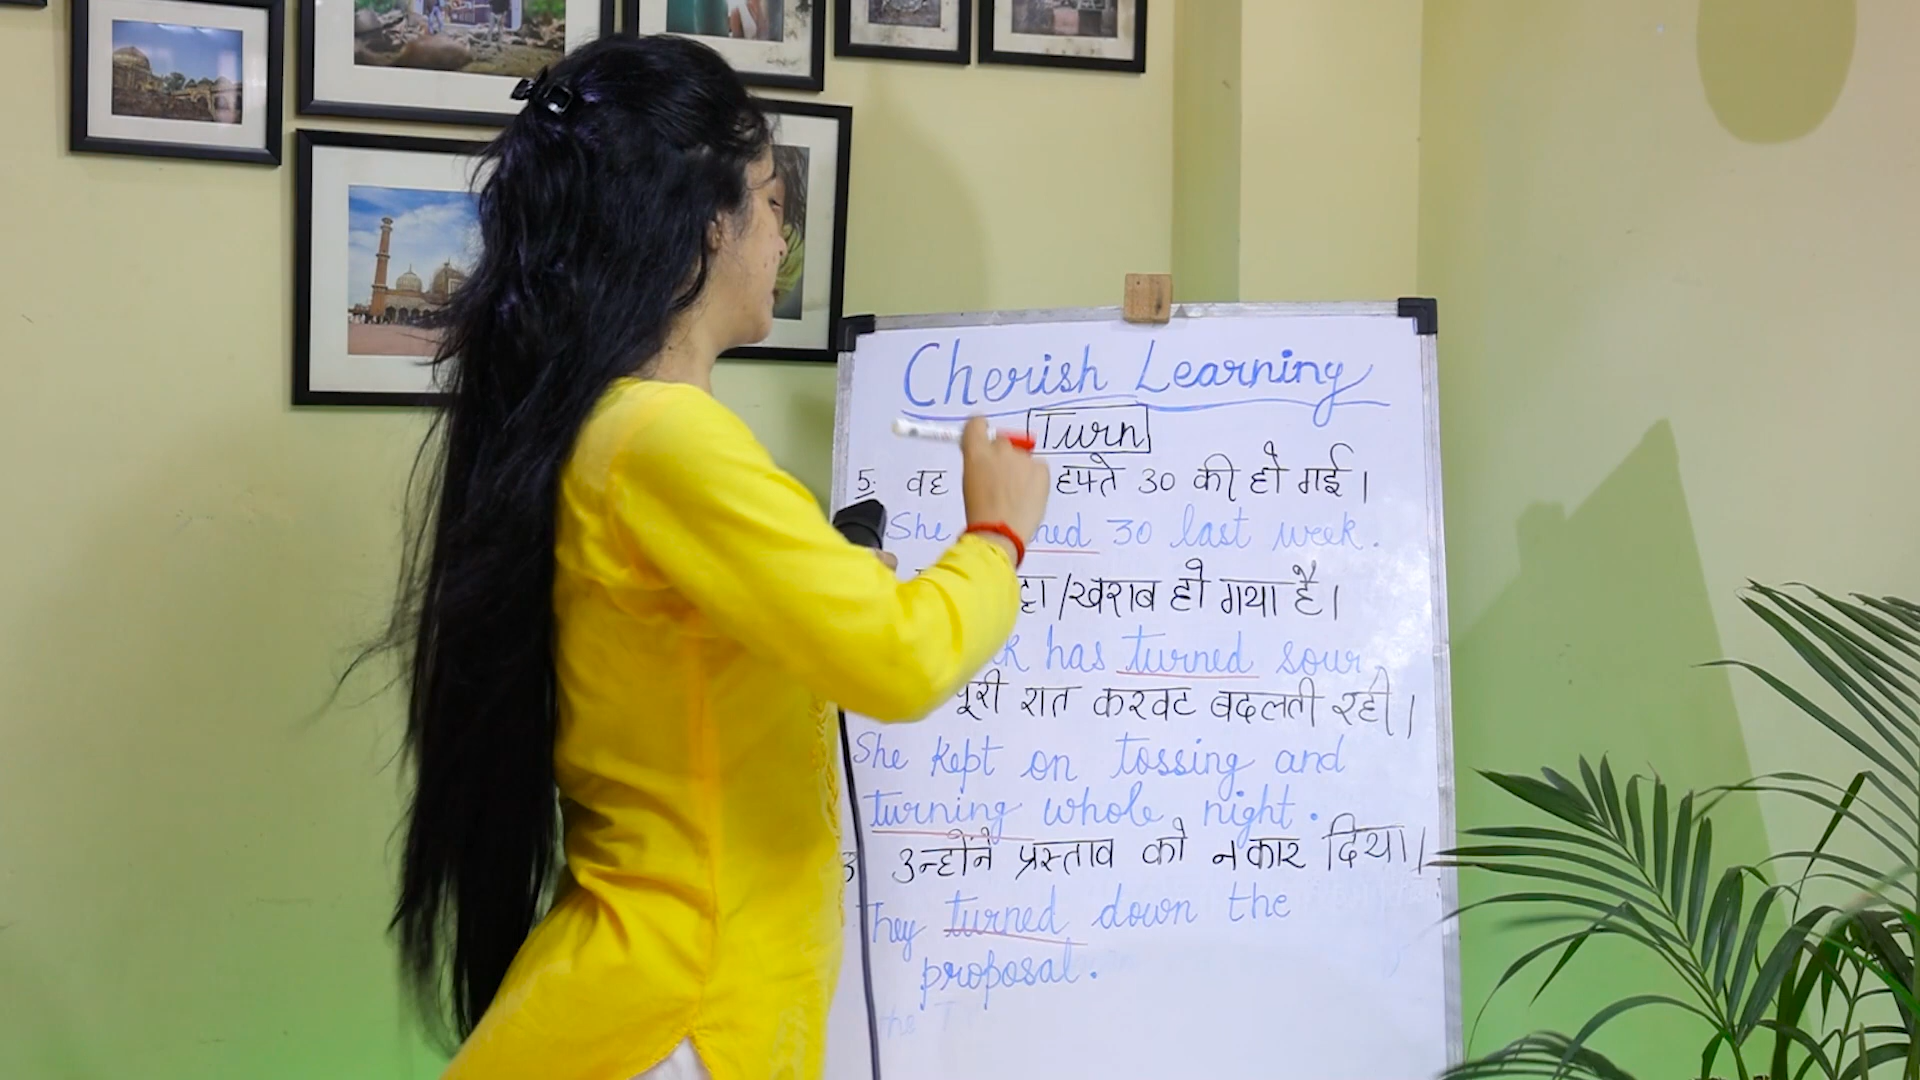 Cherish Learning
Turn
5. वह हफ्ते 30 की हो गई।
She 30 last week.
/खराब हो गया है।
has turned sour
पूरी रात करवट बदलती रही।
She kept on tossing and
turning whole night.
उन्होंने प्रस्ताव को नकार दिया।
They turned down the
proposal.